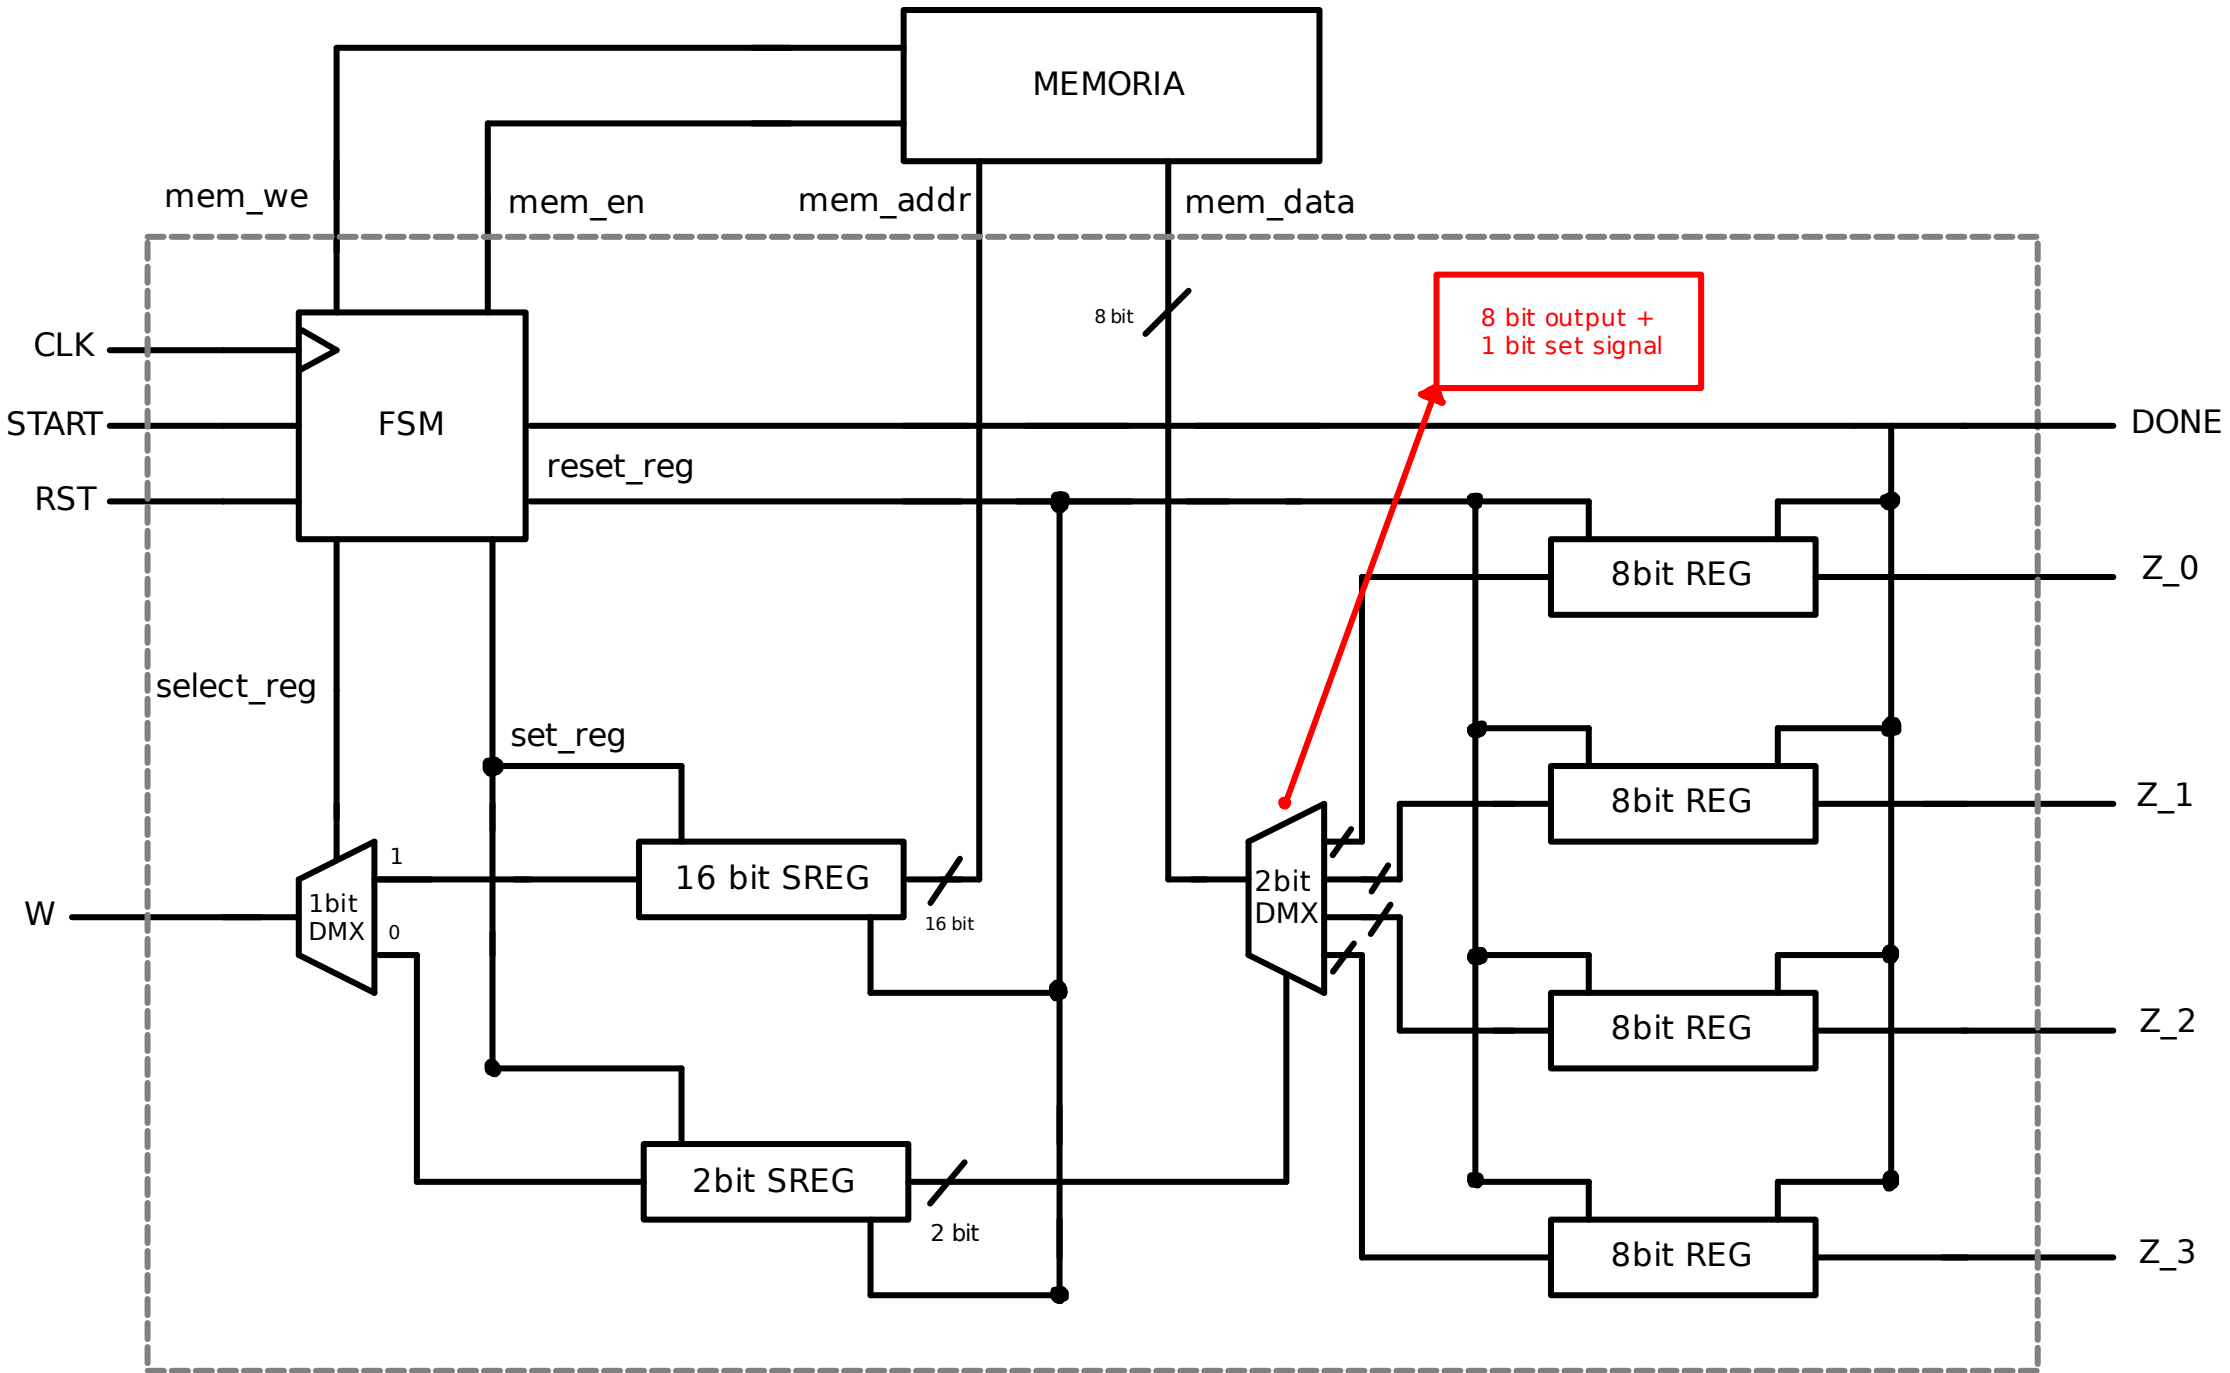 MEMORIA
mem_we
mem_en
mem_addr
mem_data
8 bit
8 bit output +
1 bit set signal
CLK
START
FSM
DONE
reset_reg
RST
8bit REG
Z_0
select_reg
set_reg
8bit REG
Z_1
1
16 bit SREG
2bit
DMX
1bit
DMX
W
0
16 bit
8bit REG
Z_2
2bit SREG
2 bit
8bit REG
Z_3